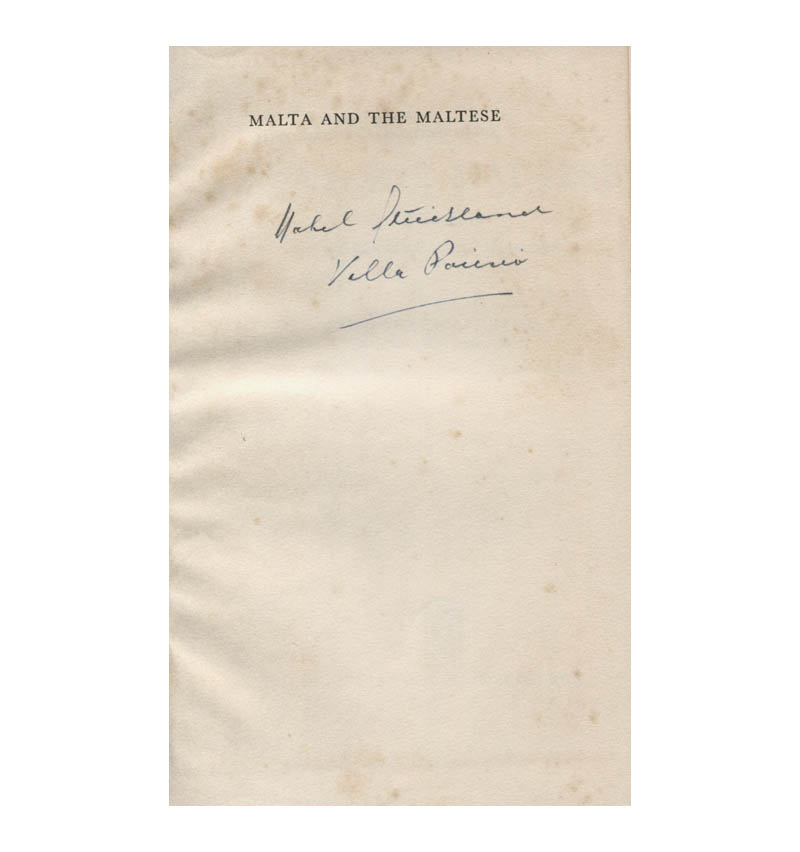 MALTA AND THE MALTESE
Mabel Strickland
Villa Parisio